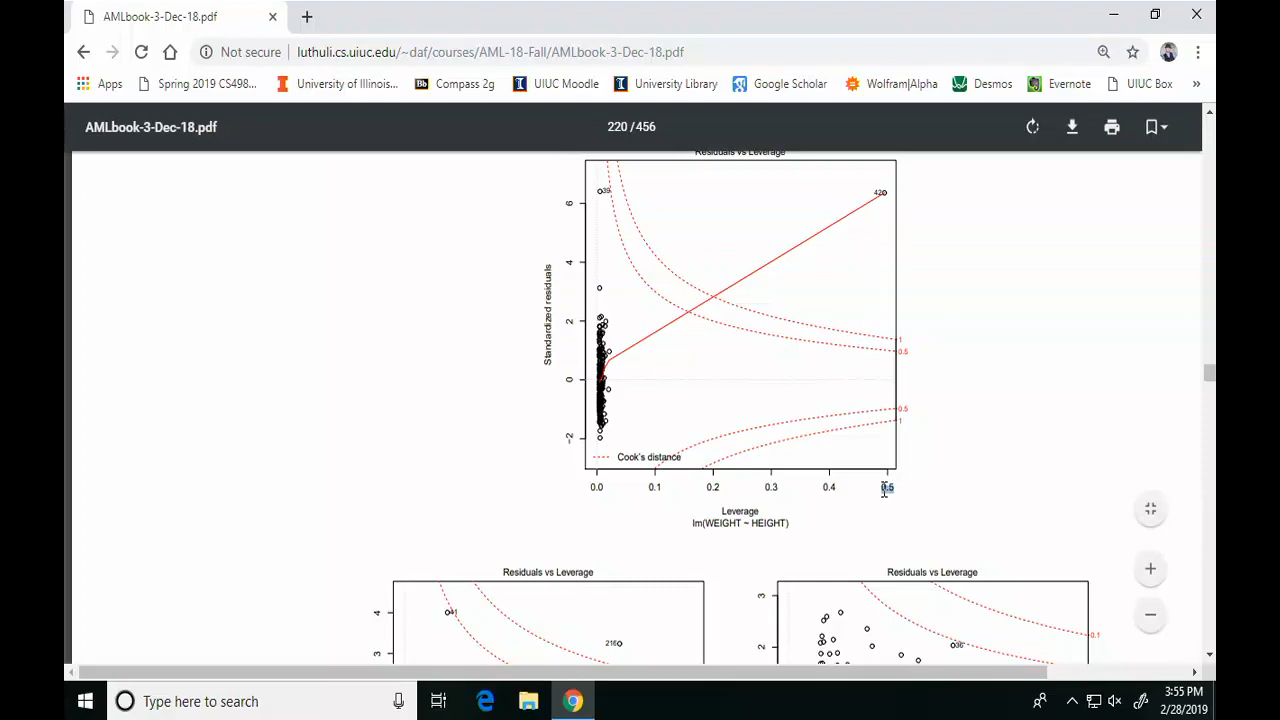 AMLbook-3-Dec-18.pdf
Not secure luthuli.cs.uiuc.edu/~daf/courses/AML-18-Fall/AMLbook-3-Dec-18.pdf
Apps Spring 2019 CS498... University of Illinois... Bb Compass 2g UIUC Moodle University Library Google Scholar Wolfram|Alpha Desmos Evernote UIUC Box »
AMLbook-3-Dec-18.pdf 220 / 456
Residuals vs Leverage
39
42
6
4
2
0
-2
Standardized residuals
1
0.5
0.5
1
Cook's distance
0.0 0.1 0.2 0.3 0.4 0.5
Leverage
lm(WEIGHT ~ HEIGHT)
Residuals vs Leverage
4
3
41
216
Residuals vs Leverage
3
2
0.1
36
Type here to search
3:55 PM
2/28/2019